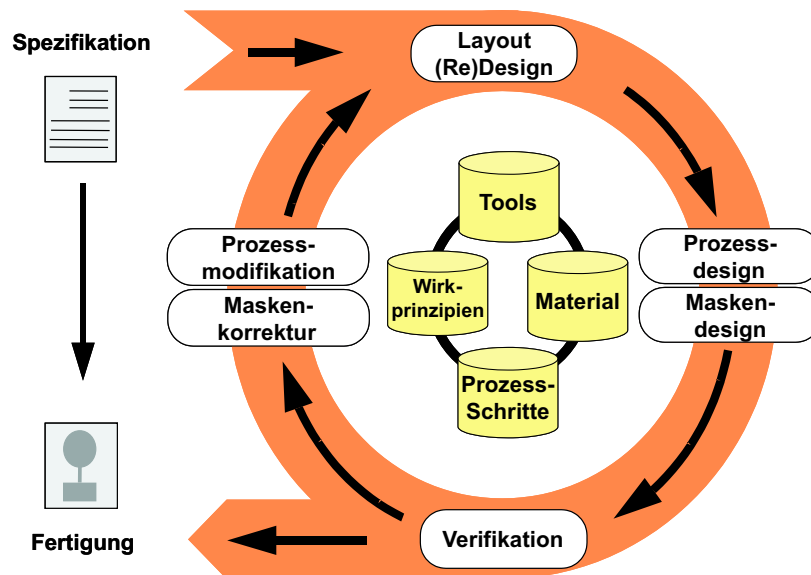 Spezifikation
Layout
(Re)Design
Tools
Prozess-
modifikation
Masken-
korrektur
Wirk-
prinzipien
Material
Prozess-
design
Masken-
design
Prozess-
Schritte
Verifikation
Fertigung